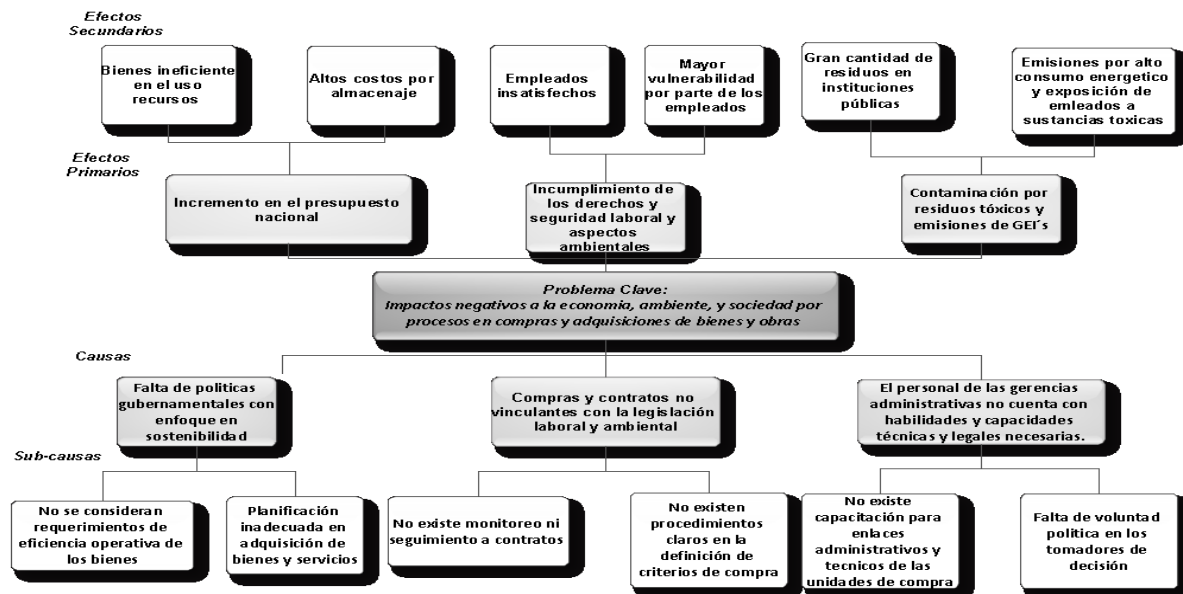 Efectos
Secundarios
Bienes ineficiente
en el uso
recursos
Altos costos por
almacenaje
Empleados
insatisfechos
Mayor
vulnerabilidad
por parte de los
empleados
Gran cantidad de
residuos en
instituciones
públicas
Emisiones por alto
consumo energetico
y exposición de
emleados a
sustancias toxicas
Efectos
Primarios
Incremento en el presupuesto
nacional
Incumplimiento de
los derechos y
seguridad laboral y
aspectos
ambientales
Contaminación por
residuos tóxicos y
emisiones de GEI´s
Problema Clave:
Impactos negativos a la economía, ambiente, y sociedad por
procesos en compras y adquisiciones de bienes y obras
Causas
Falta de politicas
gubernamentales con
enfoque en
sostenibilidad
Compras y contratos no
vinculantes con la legislación
laboral y ambiental
El personal de las gerencias
administrativas no cuenta con
habilidades y capacidades
técnicas y legales necesarias.
Sub-causas
No se consideran
requerimientos de
eficiencia operativa de
los bienes
Planificación
inadecuada en
adquisición de
bienes y servicios
No existe monitoreo ni
seguimiento a contratos
No existen
procedimientos
claros en la
definición de
criterios de compra
No existe
capacitación para
enlaces
administrativos y
tecnicos de las
unidades de compra
Falta de voluntad
politica en los
tomadores de
decisión